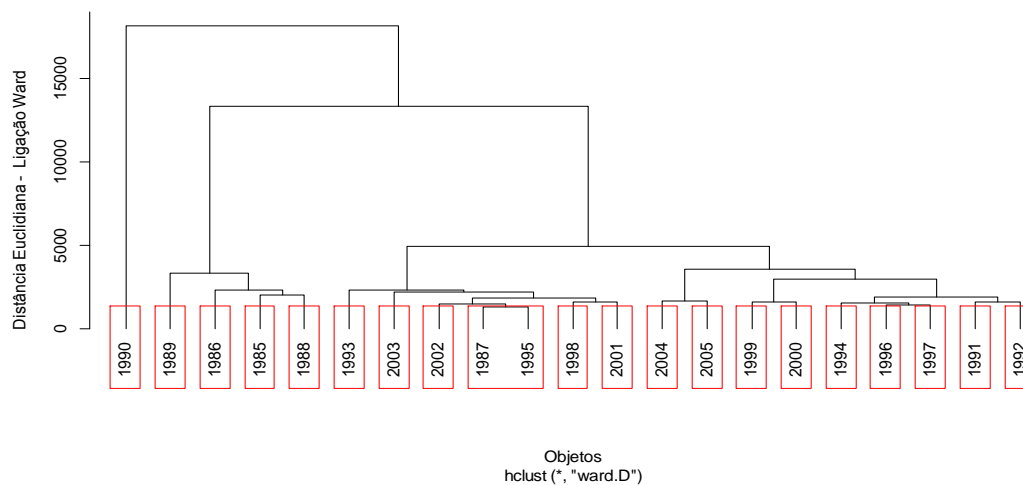 Distância Euclidiana - Ligação Ward
15000
10000
5000
0
1990 1989 1986 1985 1988 1993 2003 2002 1987 1995 1998 2001 2004 2005 1999 2000 1994 1996 1997 1991 1992
Objetos
hclust (*, "ward.D")